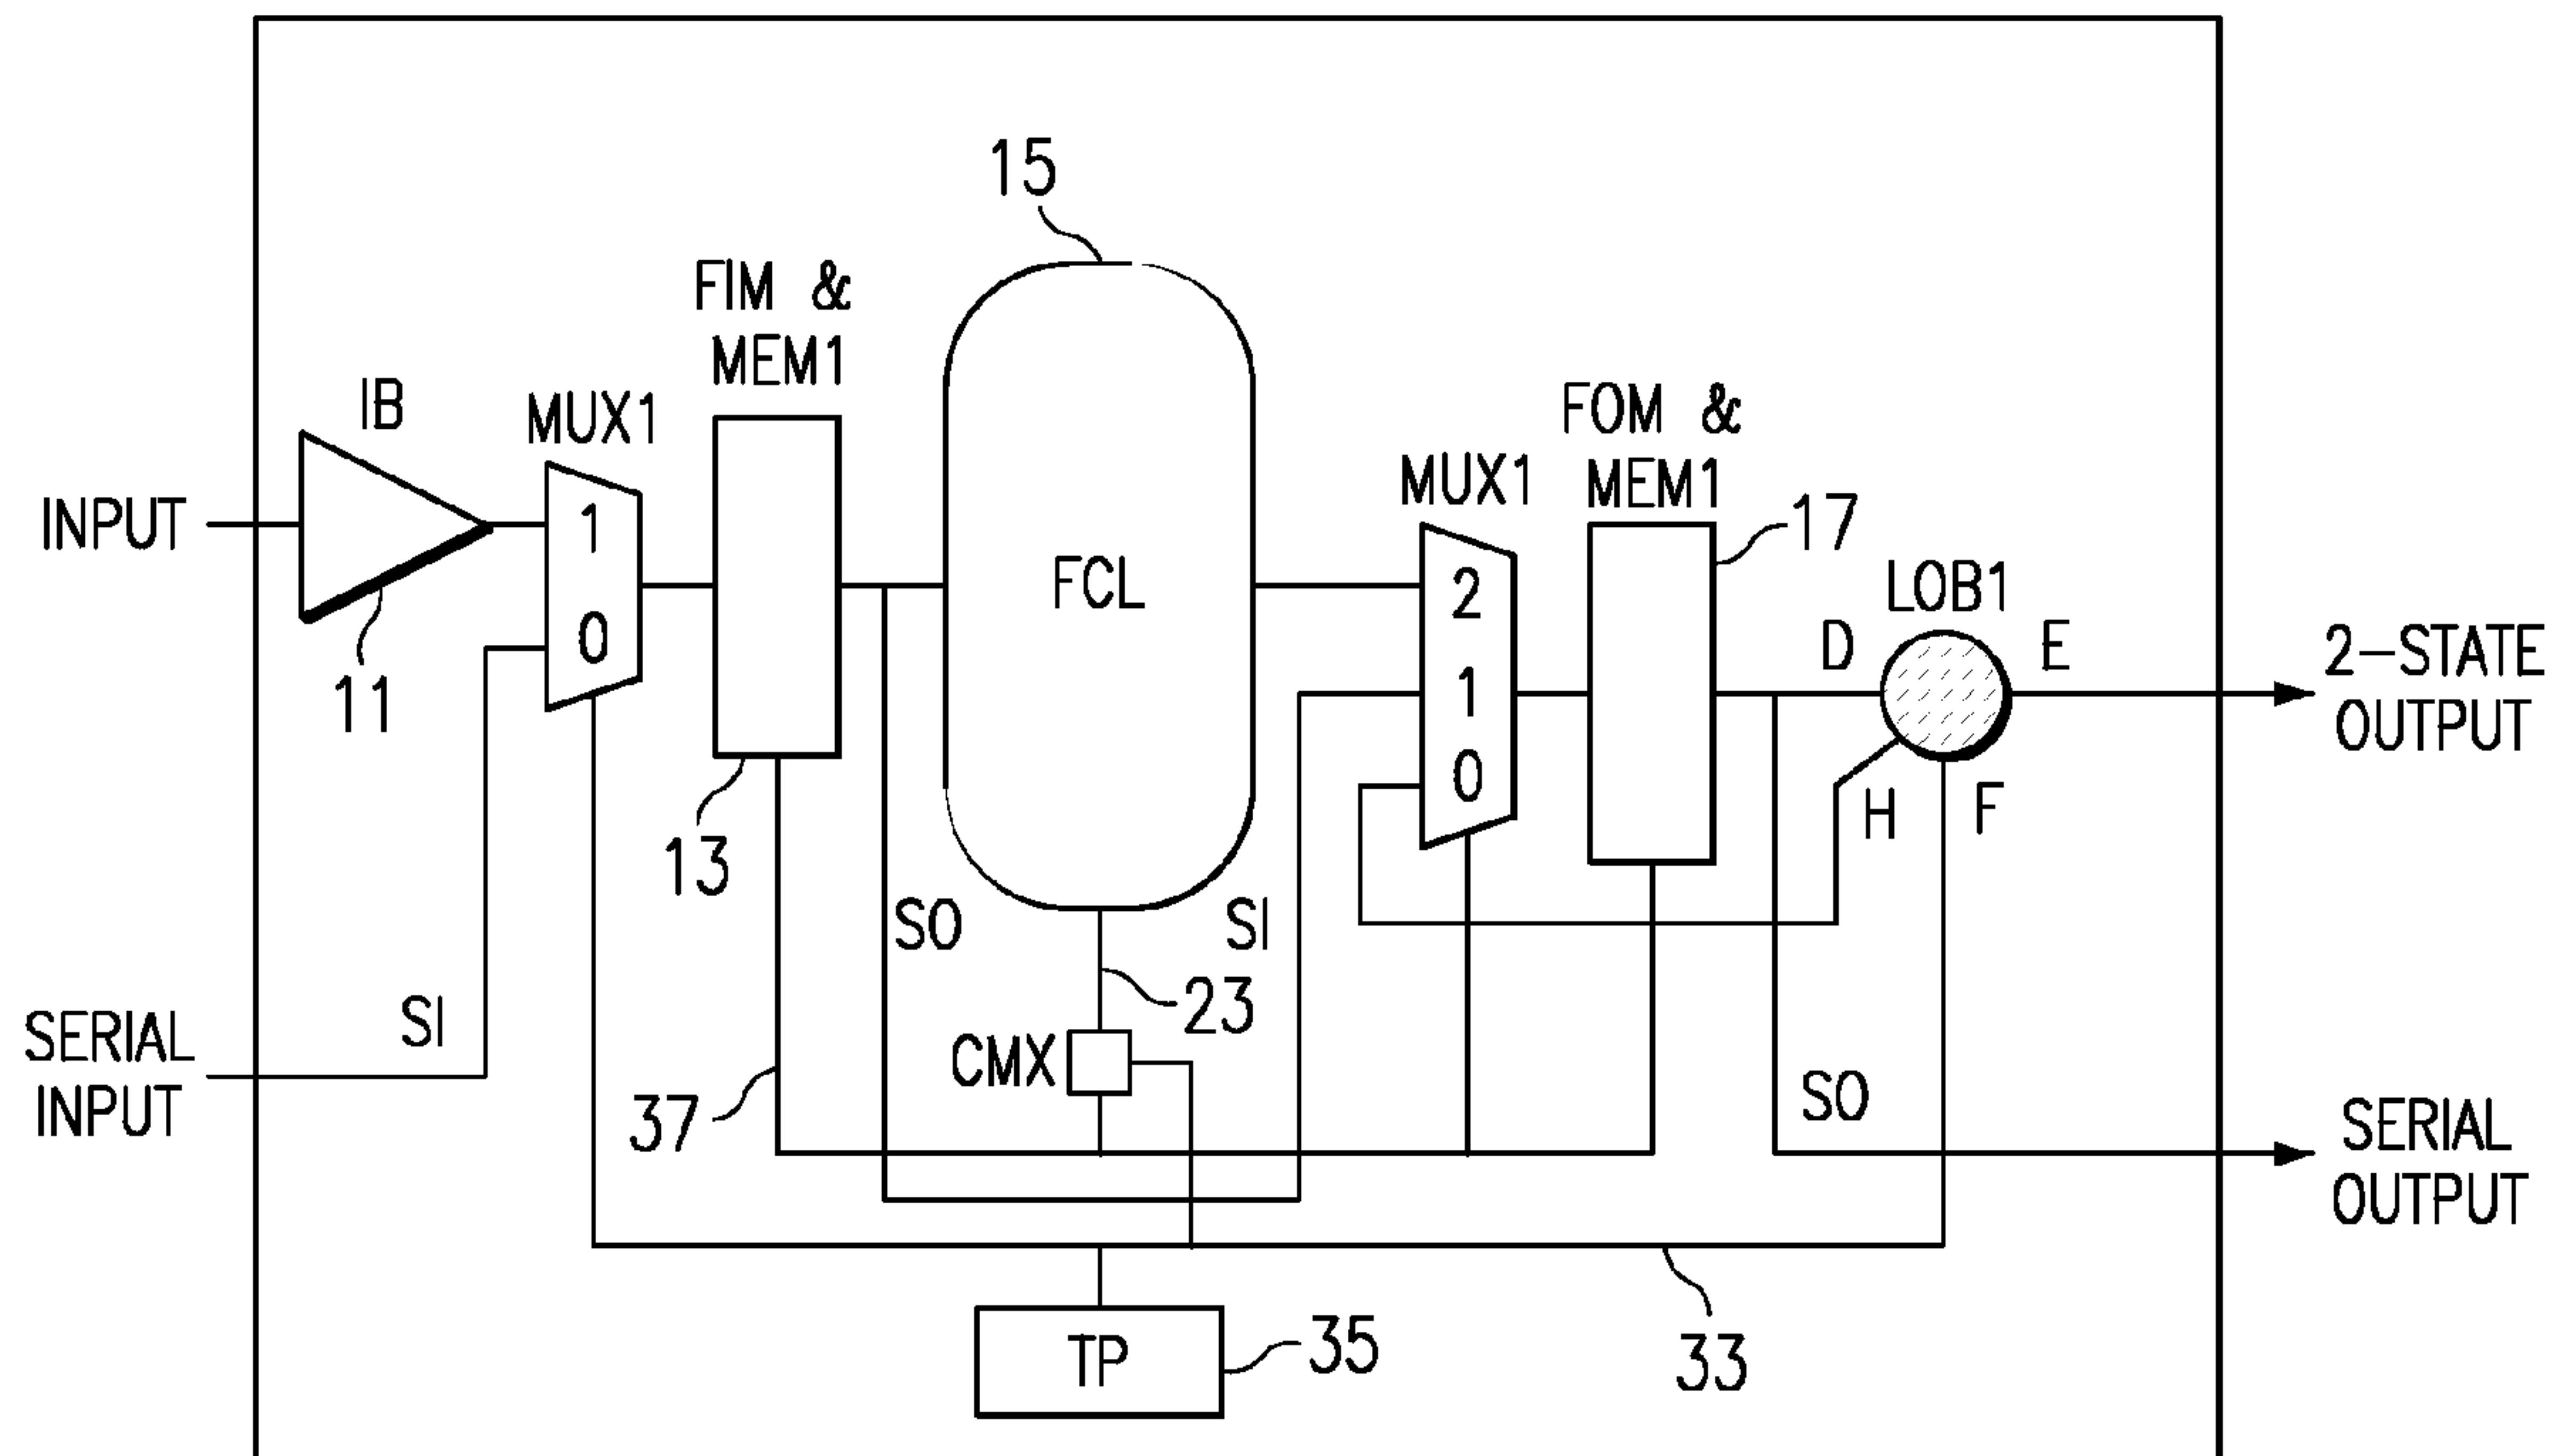 15
FIM &
MEM1
IB
MUX1
FOM &
MEM1
MUX1
INPUT
1
0
11
FCL
2
1
0
17
LOB1
D
E
2-STATE
OUTPUT
H
F
13
SO
SI
23
SI
SERIAL
INPUT
CMX
37
SO
SERIAL
OUTPUT
TP
35
33